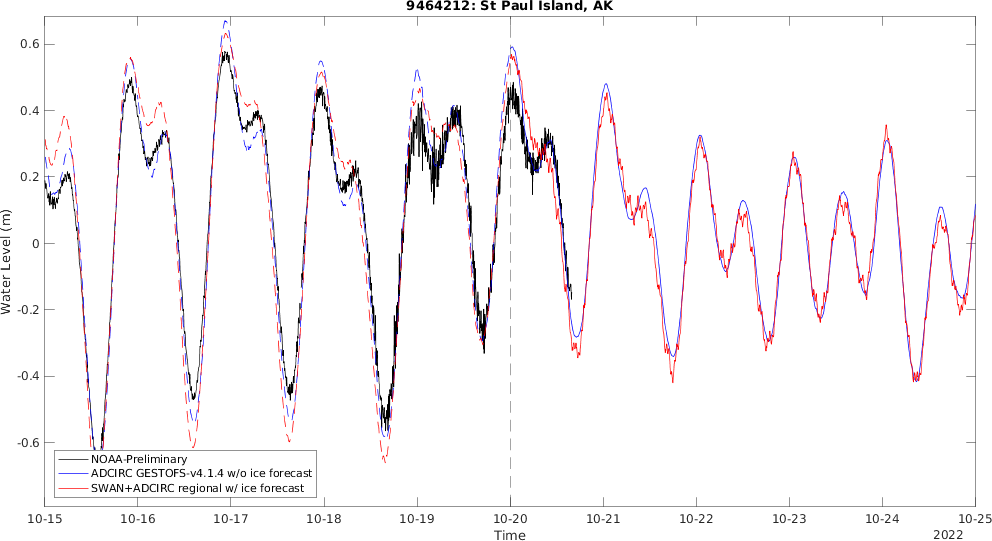 9464212: St Paul Island, AK
Water Level (m)
0.6
0.4
0.2
0
-0.2
-0.4
-0.6
NOAA-Preliminary
ADCIRC GESTOFS-v4.1.4 w/o ice forecast
SWAN+ADCIRC regional w/ ice forecast
10-15 10-16 10-17 10-18 10-19 10-20 10-21 10-22 10-23 10-24 10-25
Time
2022